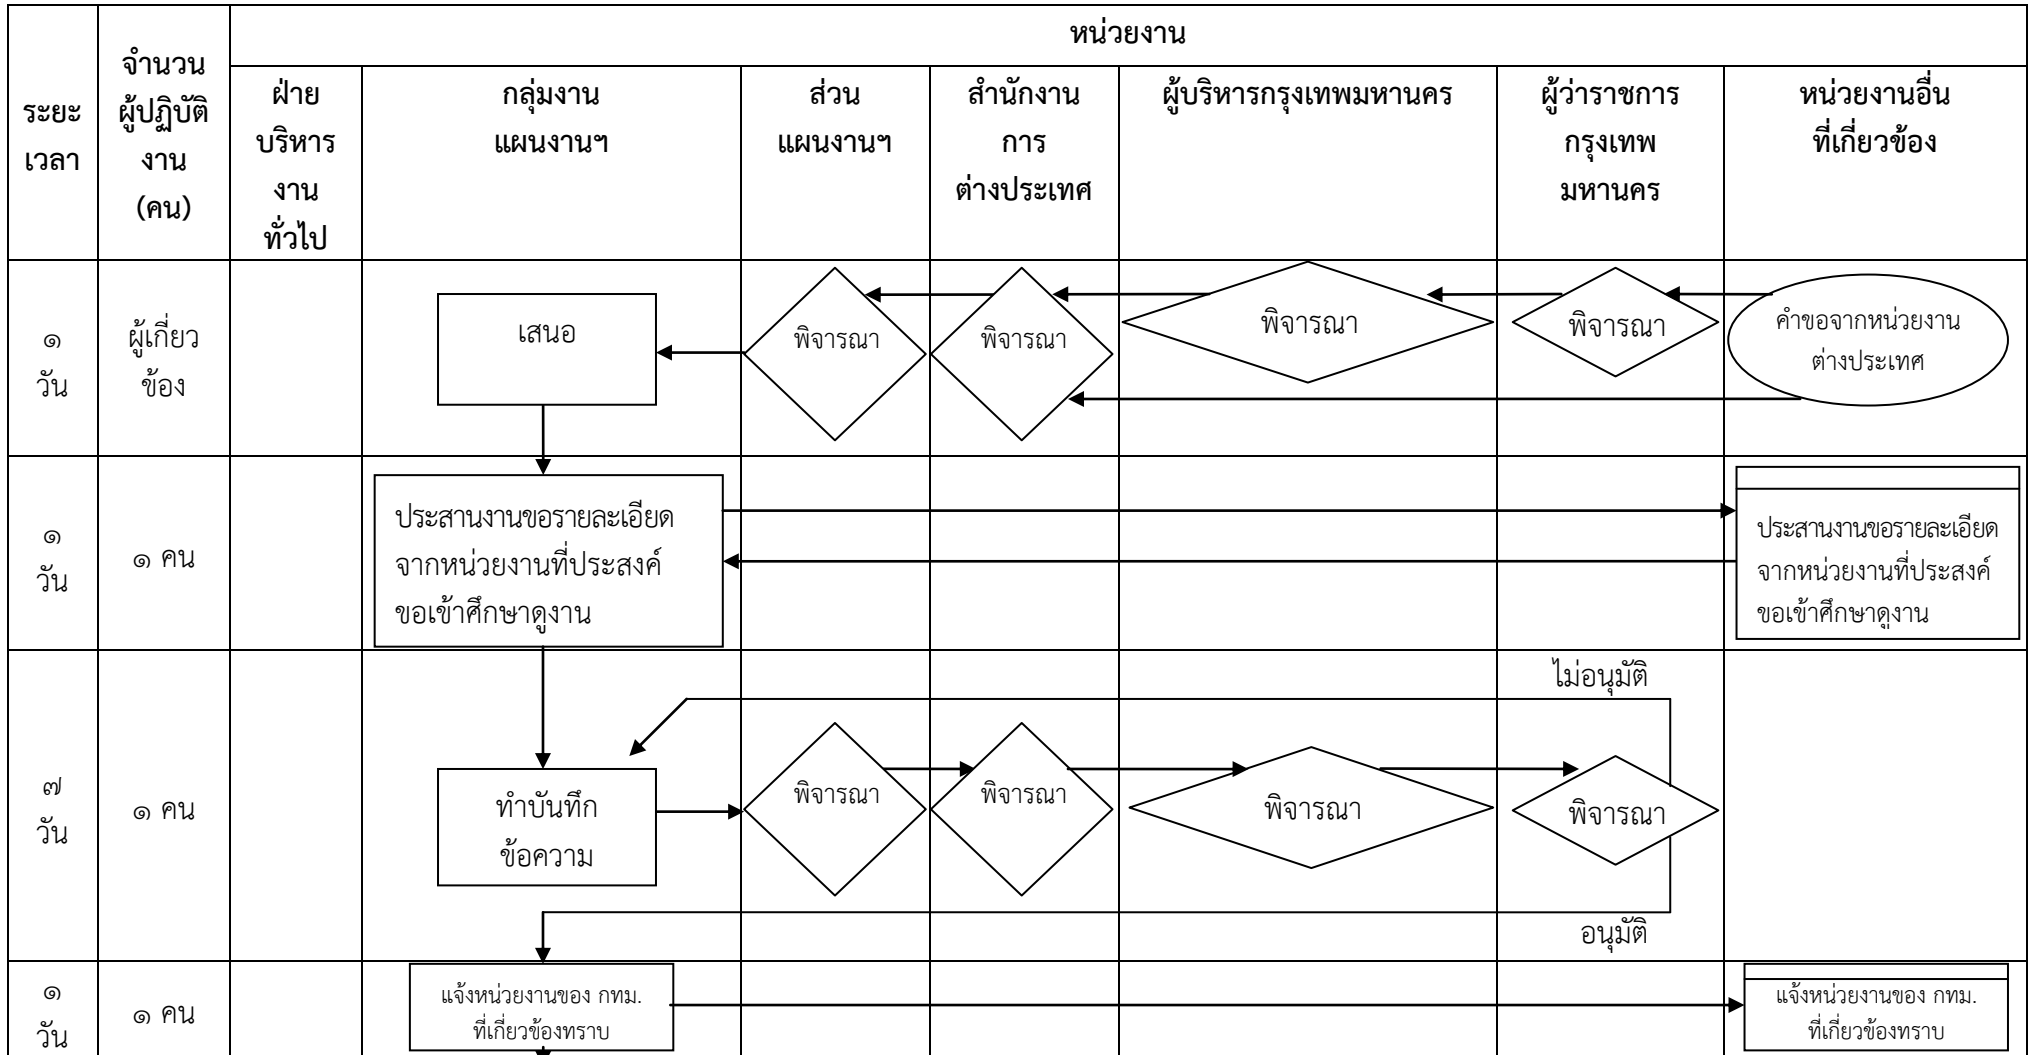 หน่วยงาน
ระยะ
เวลา
จำนวน
ผู้ปฏิบัติ
งาน
(คน)
ฝ่าย
บริหาร
งาน
ทั่วไป
กลุ่มงาน
แผนงานฯ
ส่วน
แผนงานฯ
สำนักงาน
การ
ต่างประเทศ
ผู้บริหารกรุงเทพมหานคร
ผู้ว่าราชการ
กรุงเทพ
มหานคร
หน่วยงานอื่น
ที่เกี่ยวข้อง
๑
วัน
ผู้เกี่ยว
ข้อง
เสนอ
พิจารณา
พิจารณา
พิจารณา
พิจารณา
คำขอจากหน่วยงาน
ต่างประเทศ
๑
วัน
๑ คน
ประสานงานขอรายละเอียด
จากหน่วยงานที่ประสงค์
ขอเข้าศึกษาดูงาน
ประสานงานขอรายละเอียด
จากหน่วยงานที่ประสงค์
ขอเข้าศึกษาดูงาน
๗
วัน
๑ คน
ไม่อนุมัติ
ทำบันทึก
ข้อความ
พิจารณา
พิจารณา
พิจารณา
พิจารณา
อนุมัติ
๑
วัน
๑ คน
แจ้งหน่วยงานของ กทม.
ที่เกี่ยวข้องทราบ
แจ้งหน่วยงานของ กทม.
ที่เกี่ยวข้องทราบ